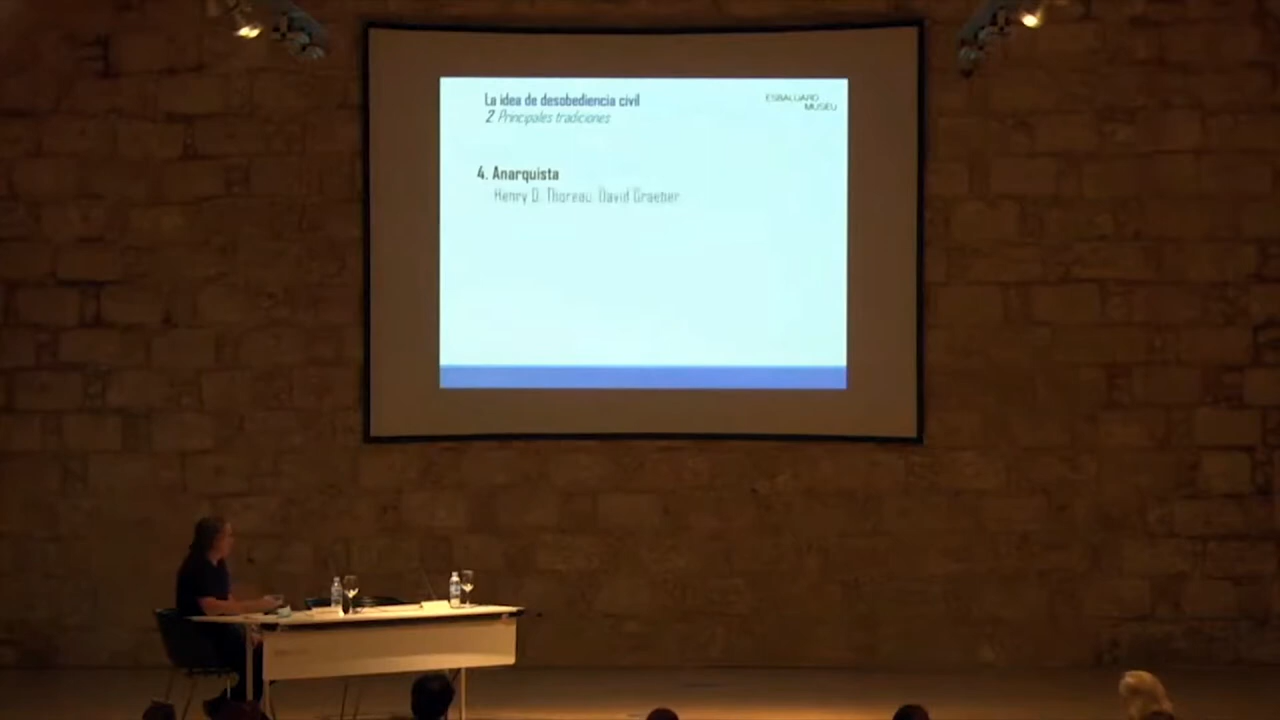 La idea de desobediencia civil
2 Principales tradiciones
ESBALUARD
MUSEU
4. Anarquista
Henry D. Thoreau, David Graeber